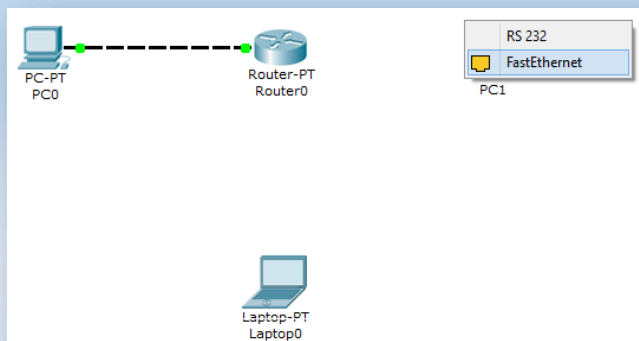 PC-PT
PC0
Router-PT
Router0
RS 232
FastEthernet
PC1
Laptop-PT
Laptop0